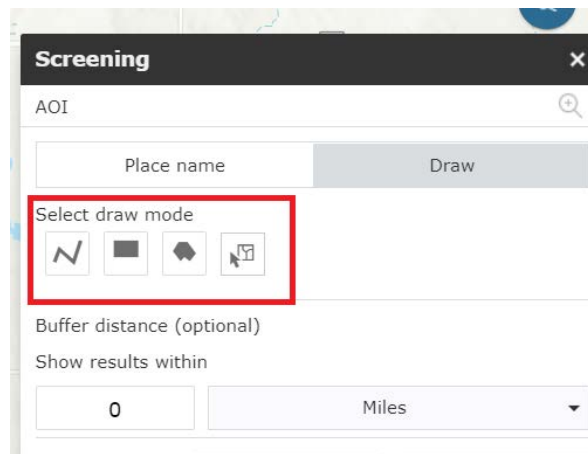 Screening
AOI
Place name Draw
Select draw mode
Buffer distance (optional)
Show results within
0 Miles